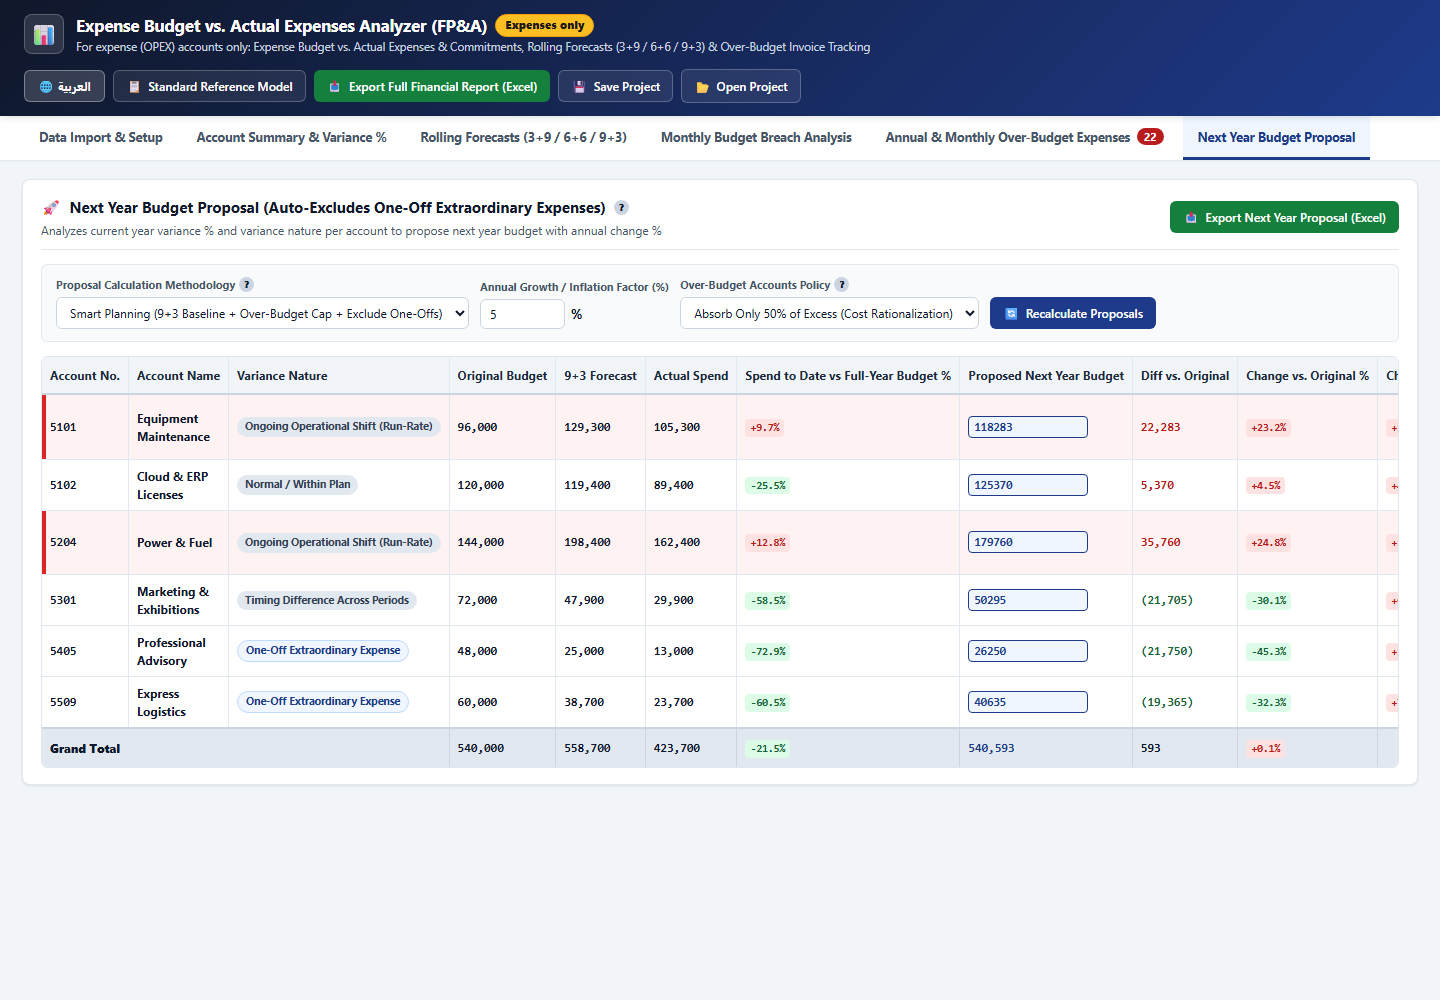 Expense Budget vs. Actual Expenses Analyzer (FP&A) Expenses only
For expense (OPEX) accounts only: Expense Budget vs. Actual Expenses & Commitments, Rolling Forecasts (3+9 / 6+6 / 9+3) & Over-Budget Invoice Tracking
العربية Standard Reference Model Export Full Financial Report (Excel) Save Project Open Project
Data Import & Setup Account Summary & Variance % Rolling Forecasts (3+9 / 6+6 / 9+3) Monthly Budget Breach Analysis Annual & Monthly Over-Budget Expenses 22 Next Year Budget Proposal
Next Year Budget Proposal (Auto-Excludes One-Off Extraordinary Expenses) ?
Analyzes current year variance % and variance nature per account to propose next year budget with annual change %
Export Next Year Proposal (Excel)
Proposal Calculation Methodology ? Annual Growth / Inflation Factor (%) Over-Budget Accounts Policy ?
Smart Planning (9+3 Baseline + Over-Budget Cap + Exclude One-Offs) 5 % Absorb Only 50% of Excess (Cost Rationalization) Recalculate Proposals
Account No. Account Name Variance Nature Original Budget 9+3 Forecast Actual Spend Spend to Date vs Full-Year Budget % Proposed Next Year Budget Diff vs. Original Change vs. Original %
5101 Equipment Maintenance Ongoing Operational Shift (Run-Rate) 96,000 129,300 105,300 +9.7% 118283 22,283 +23.2%
5102 Cloud & ERP Licenses Normal / Within Plan 120,000 119,400 89,400 -25.5% 125370 5,370 +4.5%
5204 Power & Fuel Ongoing Operational Shift (Run-Rate) 144,000 198,400 162,400 +12.8% 179760 35,760 +24.8%
5301 Marketing & Exhibitions Timing Difference Across Periods 72,000 47,900 29,900 -58.5% 50295 (21,705) -30.1%
5405 Professional Advisory One-Off Extraordinary Expense 48,000 25,000 13,000 -72.9% 26250 (21,750) -45.3%
5509 Express Logistics One-Off Extraordinary Expense 60,000 38,700 23,700 -60.5% 40635 (19,365) -32.3%
Grand Total 540,000 558,700 423,700 -21.5% 540,593 593 +0.1%